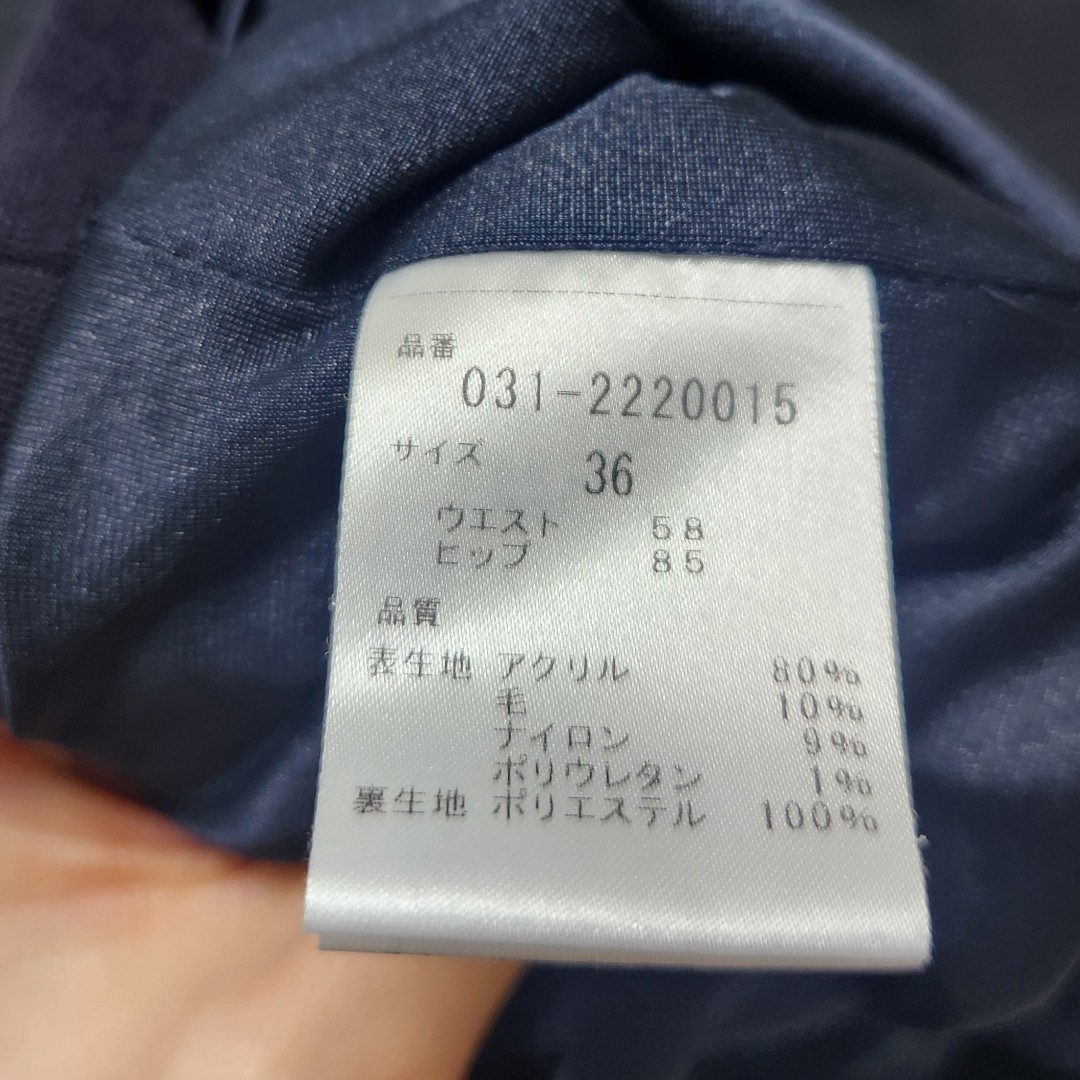 品番
031-2220015
サイズ 36
ウエスト 58
ヒップ 85
品質
表生地 アクリル 80%
毛 10%
ナイロン 9%
ポリウレタン 1%
裏生地 ポリエステル 100%